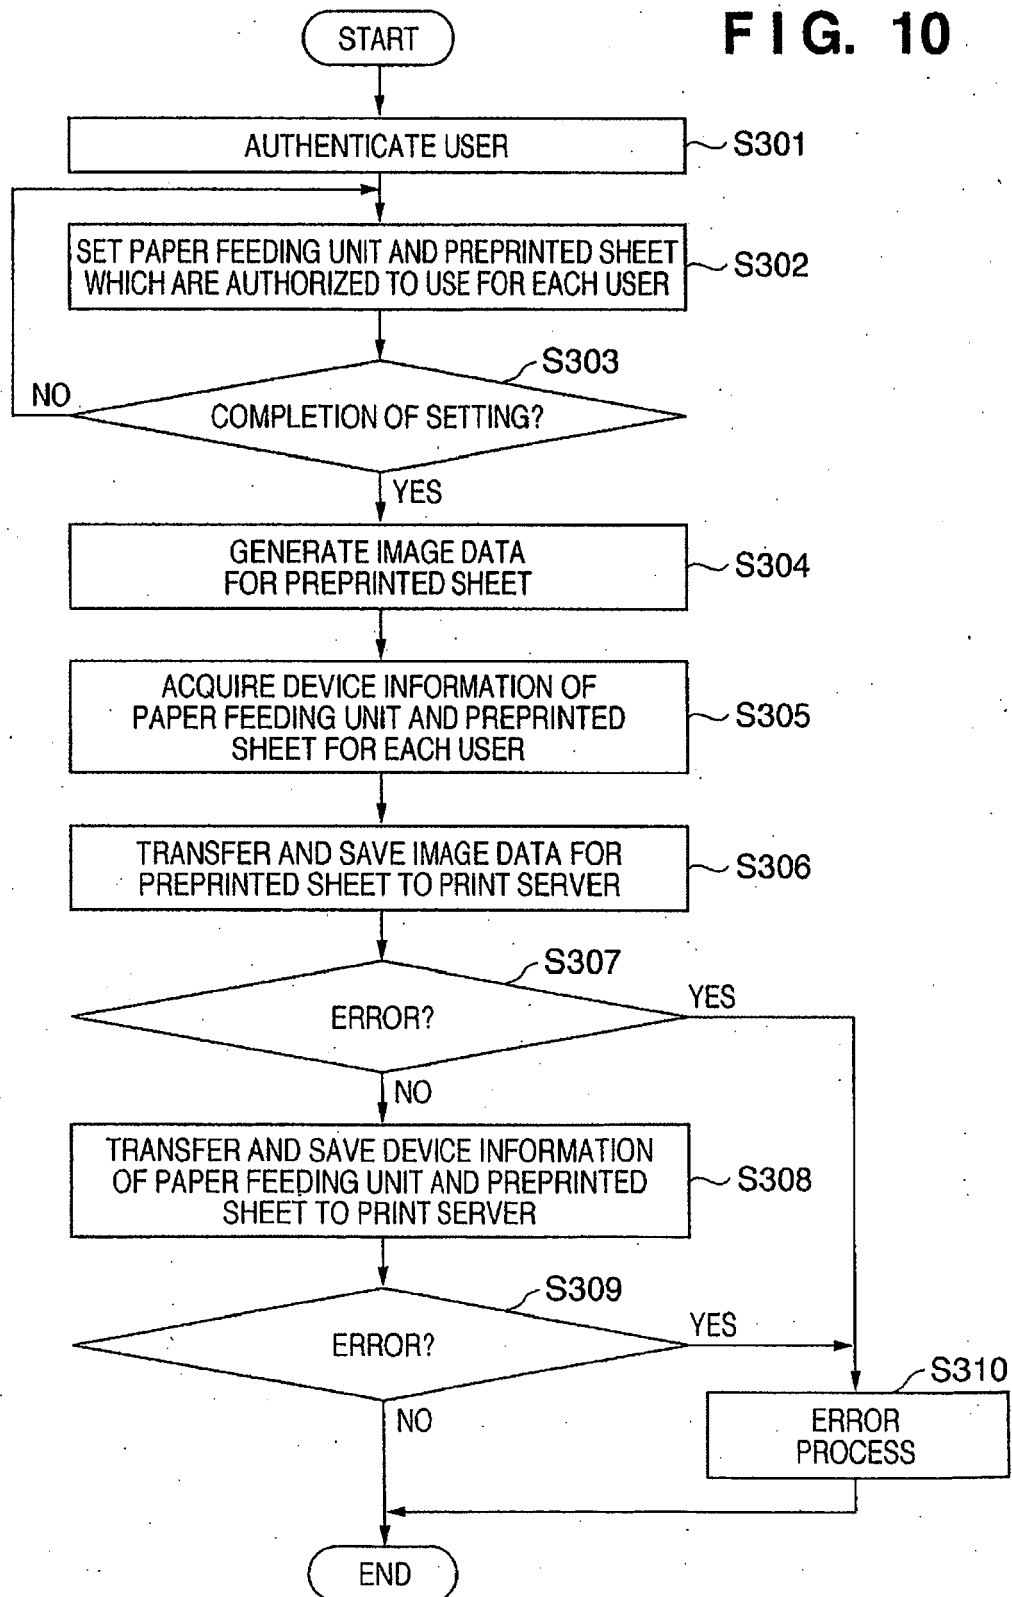 FIG. 10
START
AUTHENTICATE USER
S301
SET PAPER FEEDING UNIT AND PREPRINTED SHEET
WHICH ARE AUTHORIZED TO USE FOR EACH USER
S302
S303
NO
COMPLETION OF SETTING?
YES
GENERATE IMAGE DATA
FOR PREPRINTED SHEET
S304
ACQUIRE DEVICE INFORMATION OF
PAPER FEEDING UNIT AND PREPRINTED
SHEET FOR EACH USER
S305
TRANSFER AND SAVE IMAGE DATA FOR
PREPRINTED SHEET TO PRINT SERVER
S306
S307
ERROR?
YES
NO
TRANSFER AND SAVE DEVICE INFORMATION
OF PAPER FEEDING UNIT AND PREPRINTED
SHEET TO PRINT SERVER
S308
S309
ERROR?
YES
NO
S310
ERROR
PROCESS
END